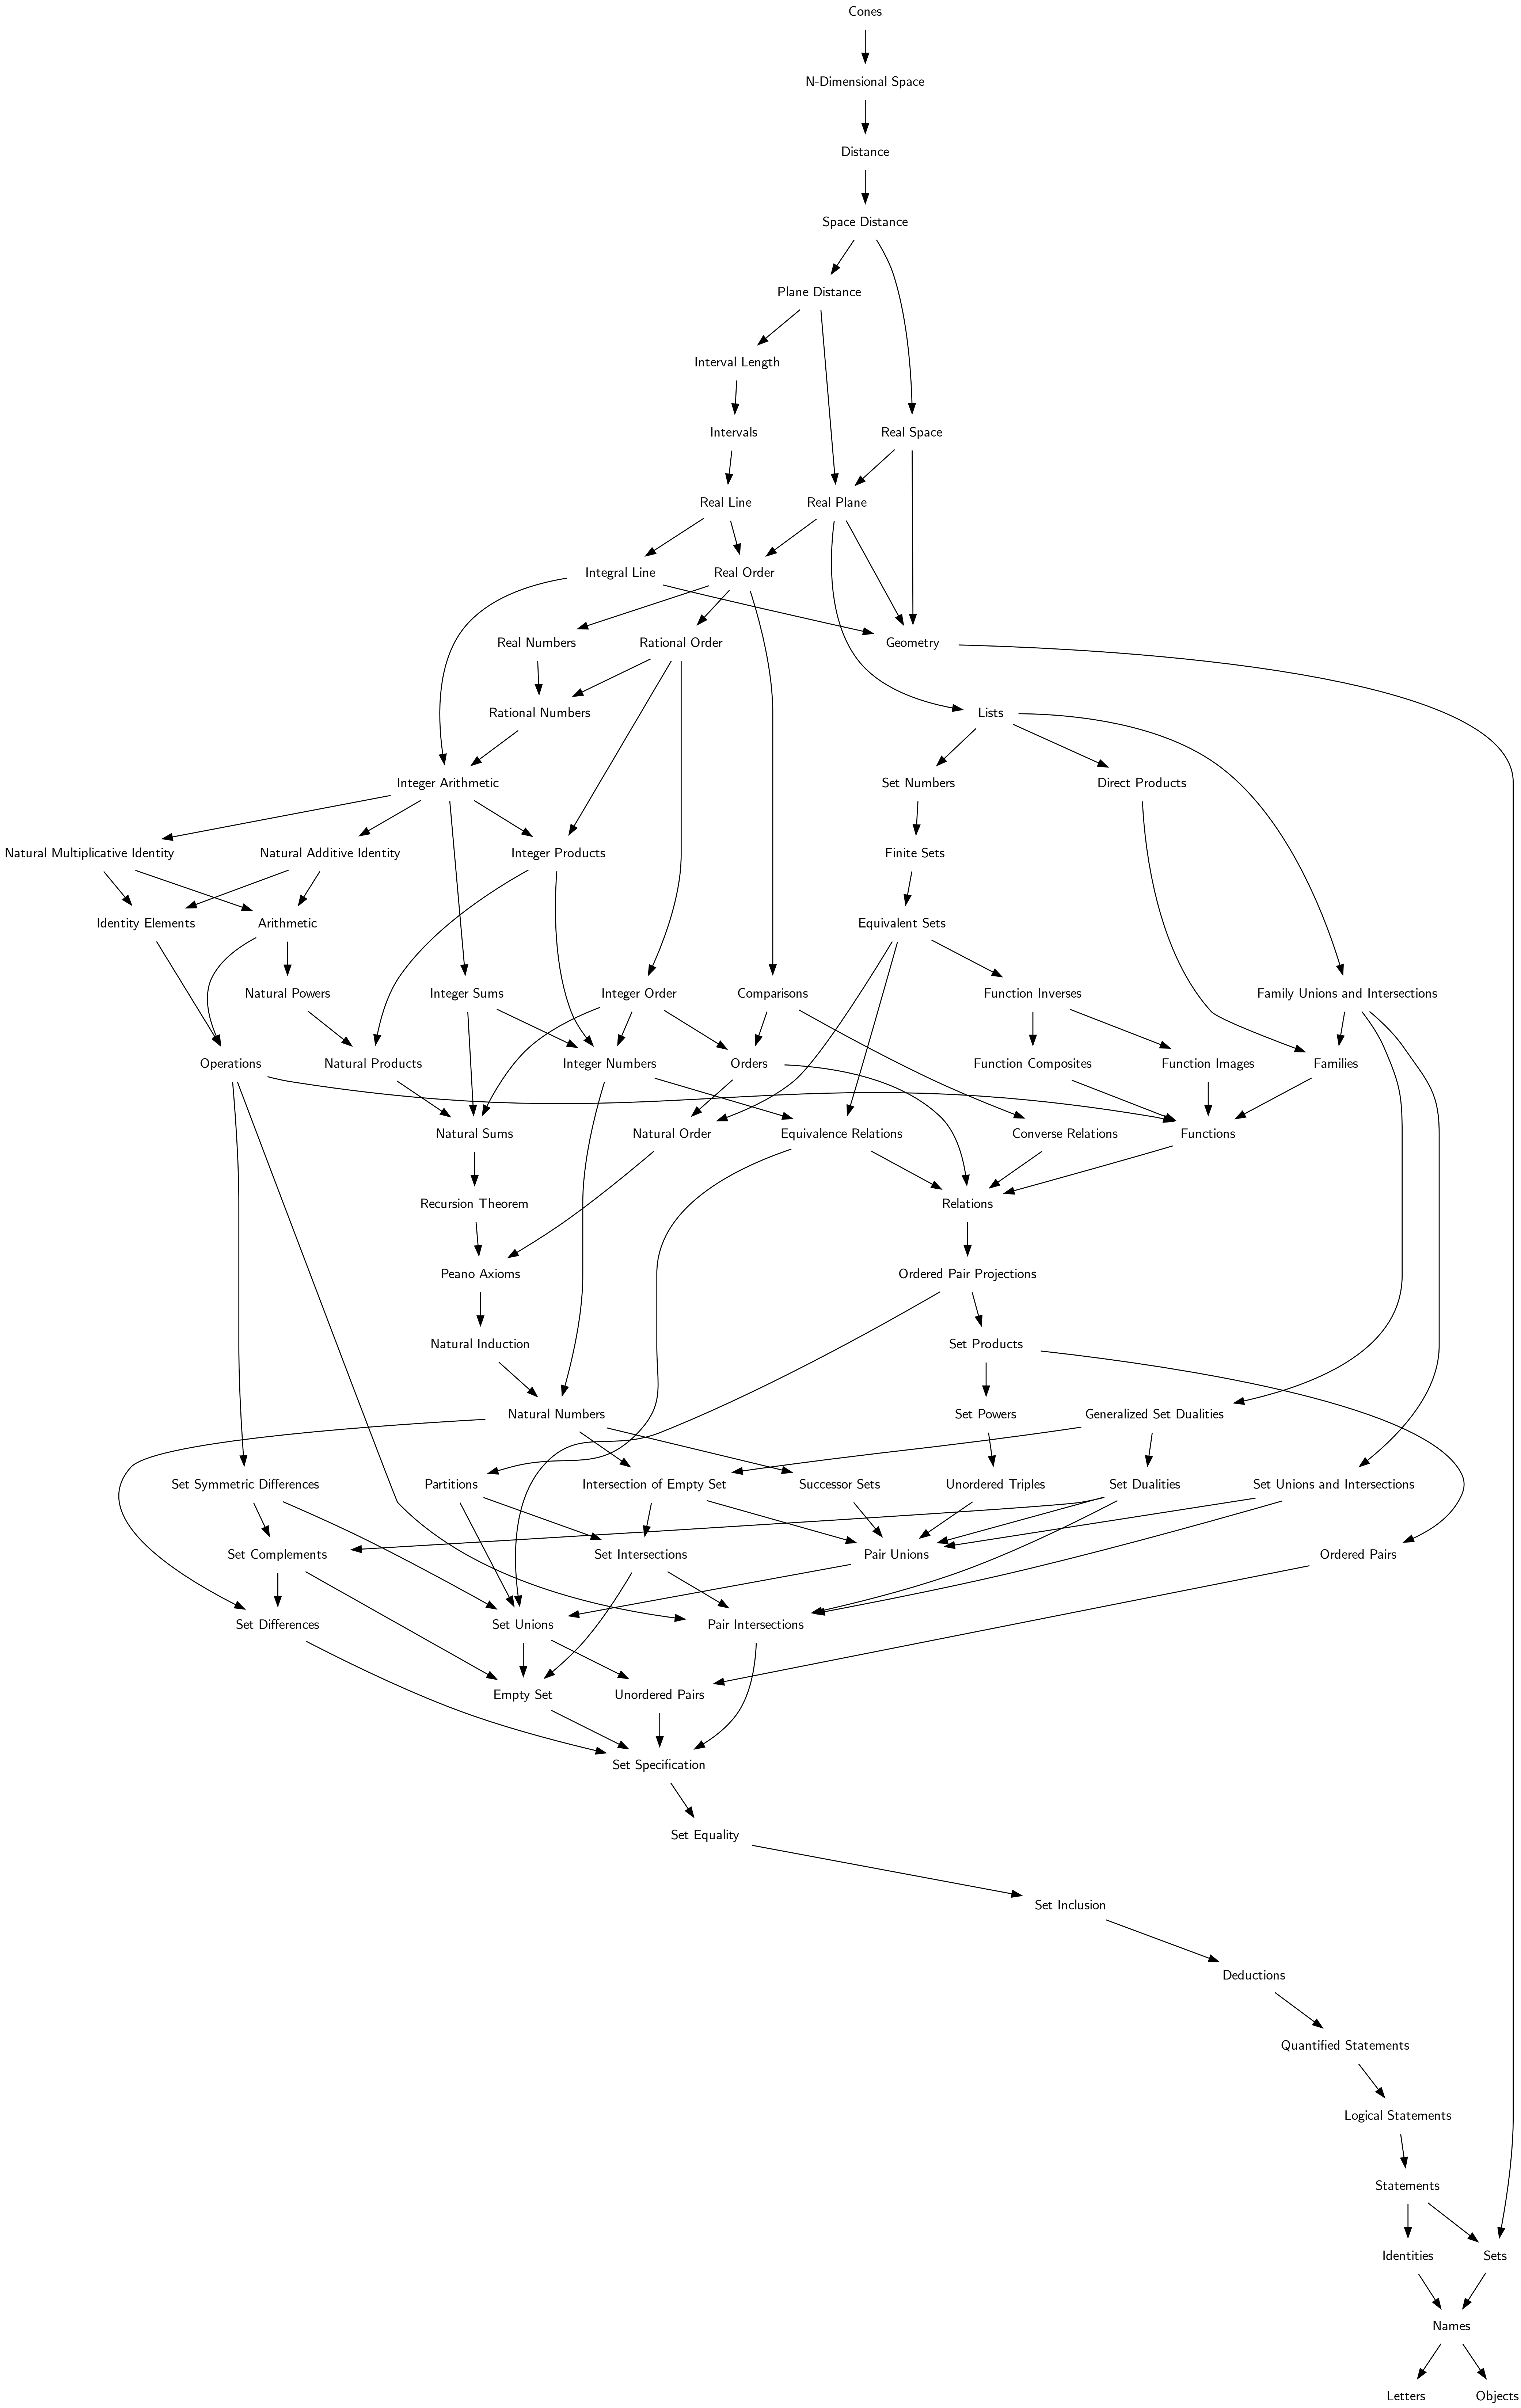 Cones
N-Dimensional Space
Distance
Space Distance
Plane Distance
Interval Length
Intervals
Real Space
Real Line
Real Plane
Integral Line
Real Order
Real Numbers
Rational Order
Geometry
Rational Numbers
Lists
Integer Arithmetic
Set Numbers
Direct Products
Natural Multiplicative Identity
Natural Additive Identity
Integer Products
Finite Sets
Identity Elements
Arithmetic
Equivalent Sets
Natural Powers
Integer Sums
Integer Order
Comparisons
Function Inverses
Family Unions and Intersections
Operations
Natural Products
Integer Numbers
Orders
Function Composites
Function Images
Families
Natural Sums
Natural Order
Equivalence Relations
Converse Relations
Functions
Recursion Theorem
Relations
Peano Axioms
Ordered Pair Projections
Natural Induction
Set Products
Natural Numbers
Set Powers
Generalized Set Dualities
Set Symmetric Differences
Partitions
Intersection of Empty Set
Successor Sets
Unordered Triples
Set Dualities
Set Unions and Intersections
Set Complements
Set Intersections
Pair Unions
Ordered Pairs
Set Differences
Set Unions
Pair Intersections
Empty Set
Unordered Pairs
Set Specification
Set Equality
Set Inclusion
Deductions
Quantified Statements
Logical Statements
Statements
Identities
Sets
Names
Letters
Objects